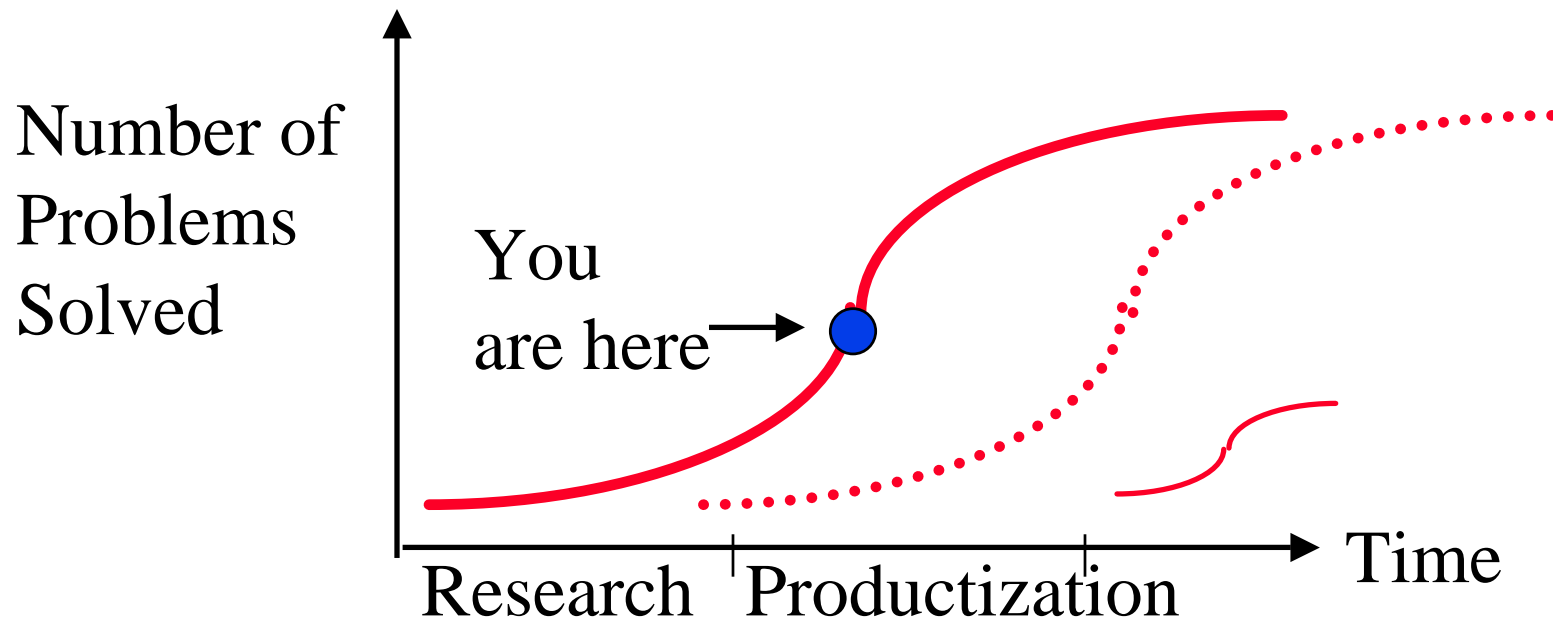 Number of
Problems
Solved
You
are here
Time
Research
Productization